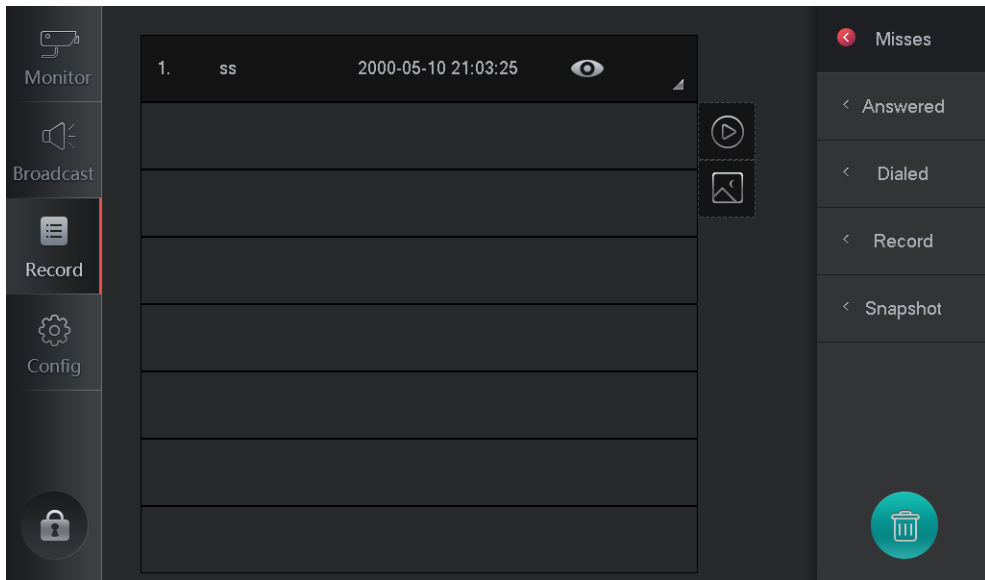 Monitor
Broadcast
Record
Config
1. ss 2000-05-10 21:03:25
Misses
Answered
Dialed
Record
Snapshot